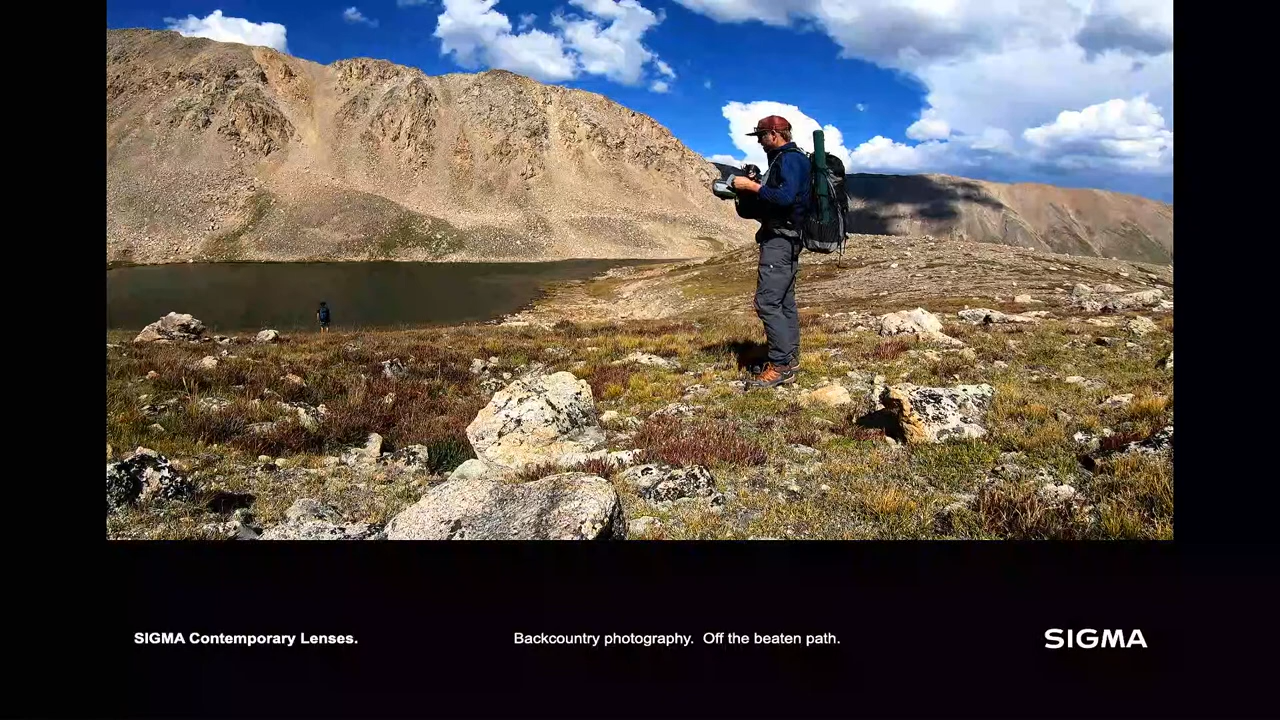 SIGMA Contemporary Lenses.
Backcountry photography.  Off the beaten path.
SIGMA